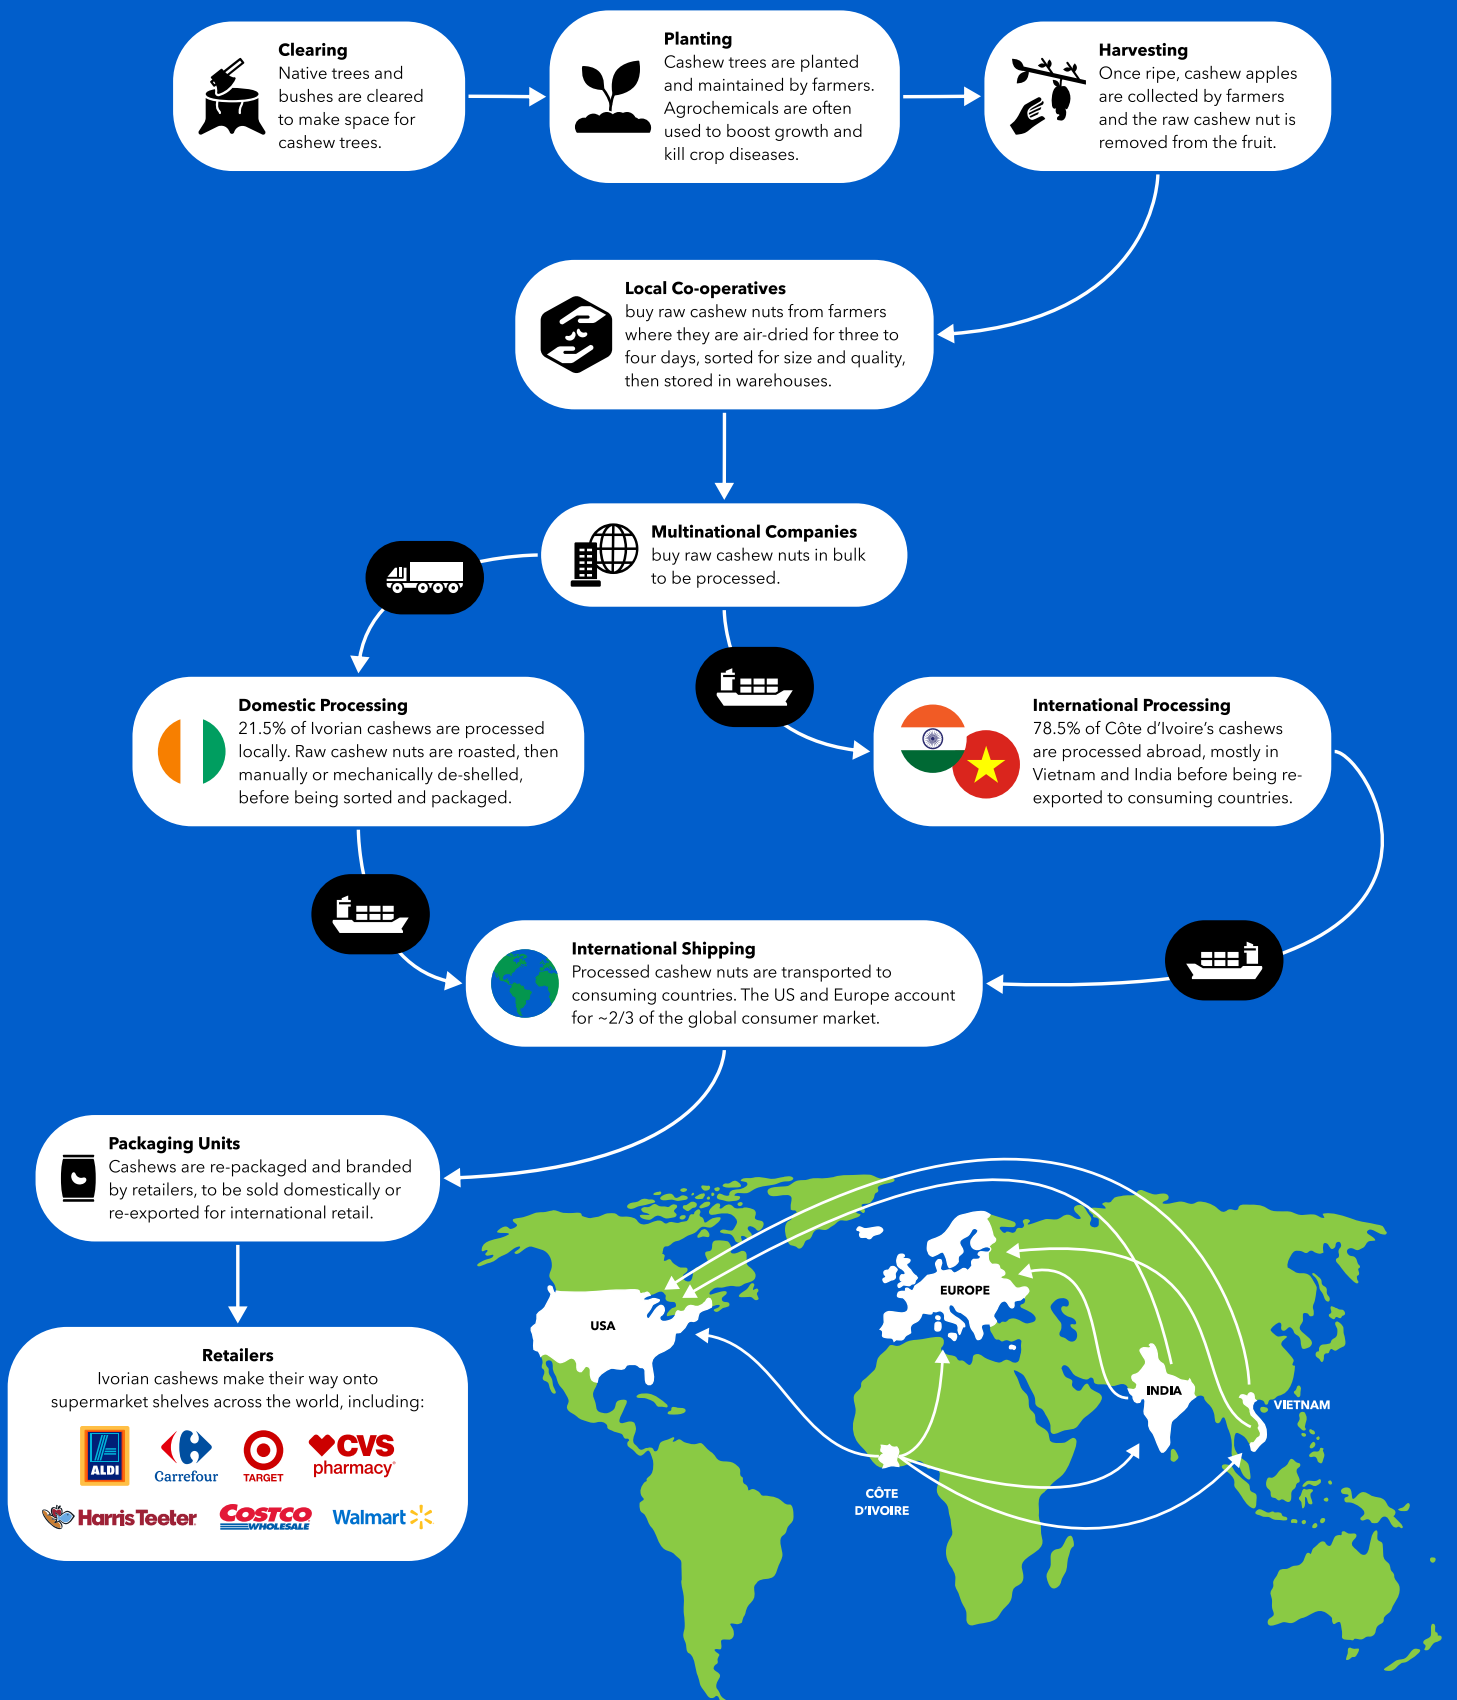 Clearing
Native trees and
bushes are cleared
to make space for
cashew trees.
Planting
Cashew trees are planted
and maintained by farmers.
Agrochemicals are often
used to boost growth and
kill crop diseases.
Harvesting
Once ripe, cashew apples
are collected by farmers
and the raw cashew nut is
removed from the fruit.
Local Co-operatives
buy raw cashew nuts from farmers
where they are air-dried for three to
four days, sorted for size and quality,
then stored in warehouses.
Multinational Companies
buy raw cashew nuts in bulk
to be processed.
Domestic Processing
21.5% of Ivorian cashews are processed
locally. Raw cashew nuts are roasted, then
manually or mechanically de-shelled,
before being sorted and packaged.
International Processing
78.5% of Côte d’Ivoire’s cashews
are processed abroad, mostly in
Vietnam and India before being re-
exported to consuming countries.
International Shipping
Processed cashew nuts are transported to
consuming countries. The US and Europe account
for ~2/3 of the global consumer market.
Packaging Units
Cashews are re-packaged and branded
by retailers, to be sold domestically or
re-exported for international retail.
Retailers
Ivorian cashews make their way onto
supermarket shelves across the world, including:
ALDI
Carrefour
TARGET
CVS
pharmacy®
Harris Teeter
COSTCO
WHOLESALE
Walmart
USA
EUROPE
INDIA
VIETNAM
CÔTE
D’IVOIRE